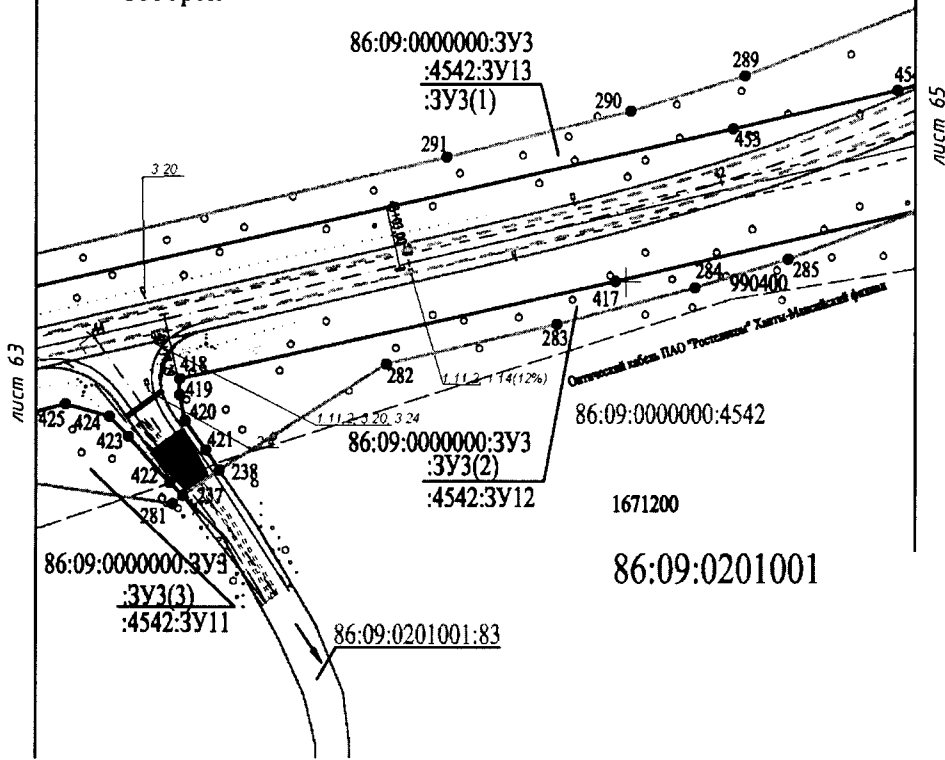 86:09:0000000:ЗУ3
:4542:ЗУ13
:ЗУ3(1)
289
290
291
453
лист 65
3 20
417
284
990400
285
283
282
Оптический кабель ПАО "Ростелеком" Ханты-Мансийский филиал
лист 63
418
419
420
421
238
425
424
423
422
237
281
1.11,2, 1 14(12%)
1.11,2, 3 20, 3 24
86:09:0000000:4542
86:09:0000000:ЗУ3
:ЗУ3(2)
:4542:ЗУ12
1671200
86:09:0201001
86:09:0000000:ЗУ3
:ЗУ3(3)
:4542:ЗУ11
86:09:0201001:83